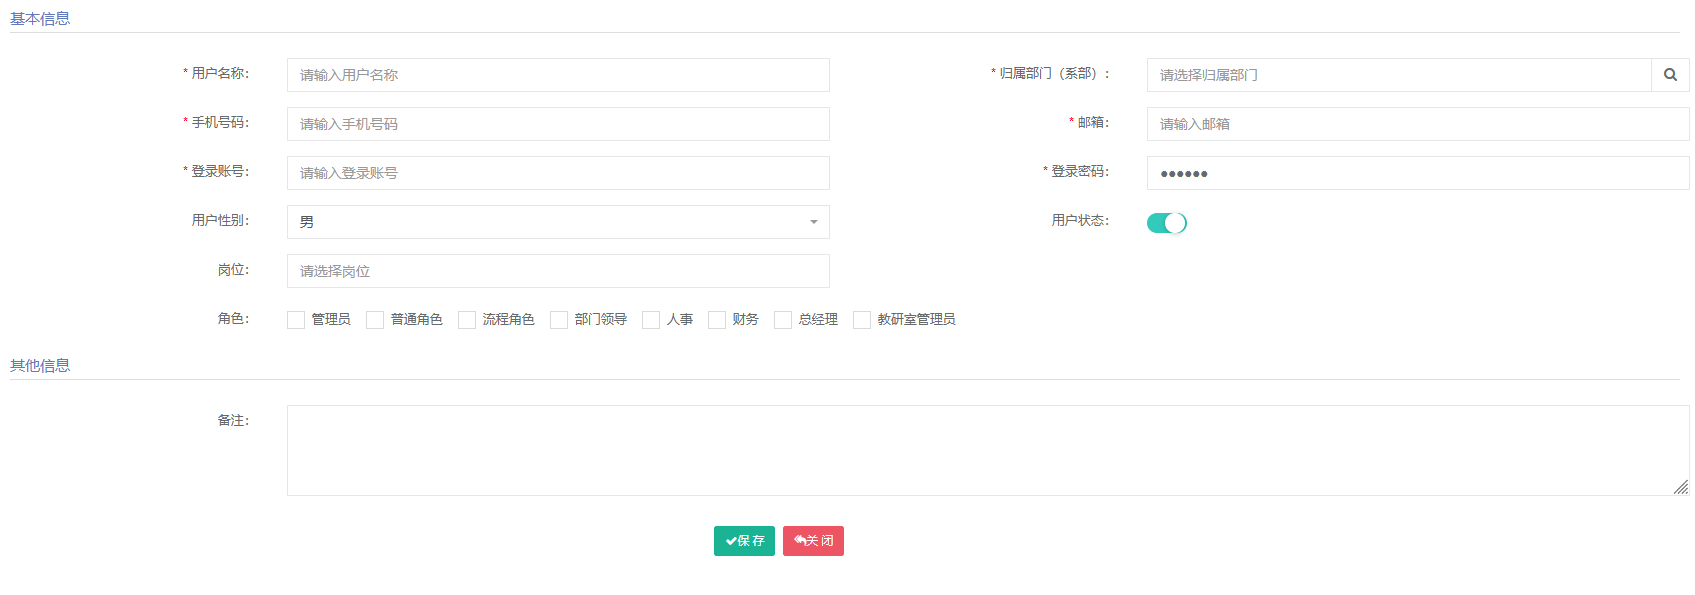 基本信息
* 用户名称： 请输入用户名称 * 归属部门（系部）： 请选择归属部门
* 手机号码： 请输入手机号码 * 邮箱： 请输入邮箱
* 登录账号： 请输入登录账号 * 登录密码： ●●●●●●
用户性别： 男 用户状态：
岗位： 请选择岗位
角色： 管理员 普通角色 流程角色 部门领导 人事 财务 总经理 教研室管理员
其他信息
备注：
保 存 关 闭